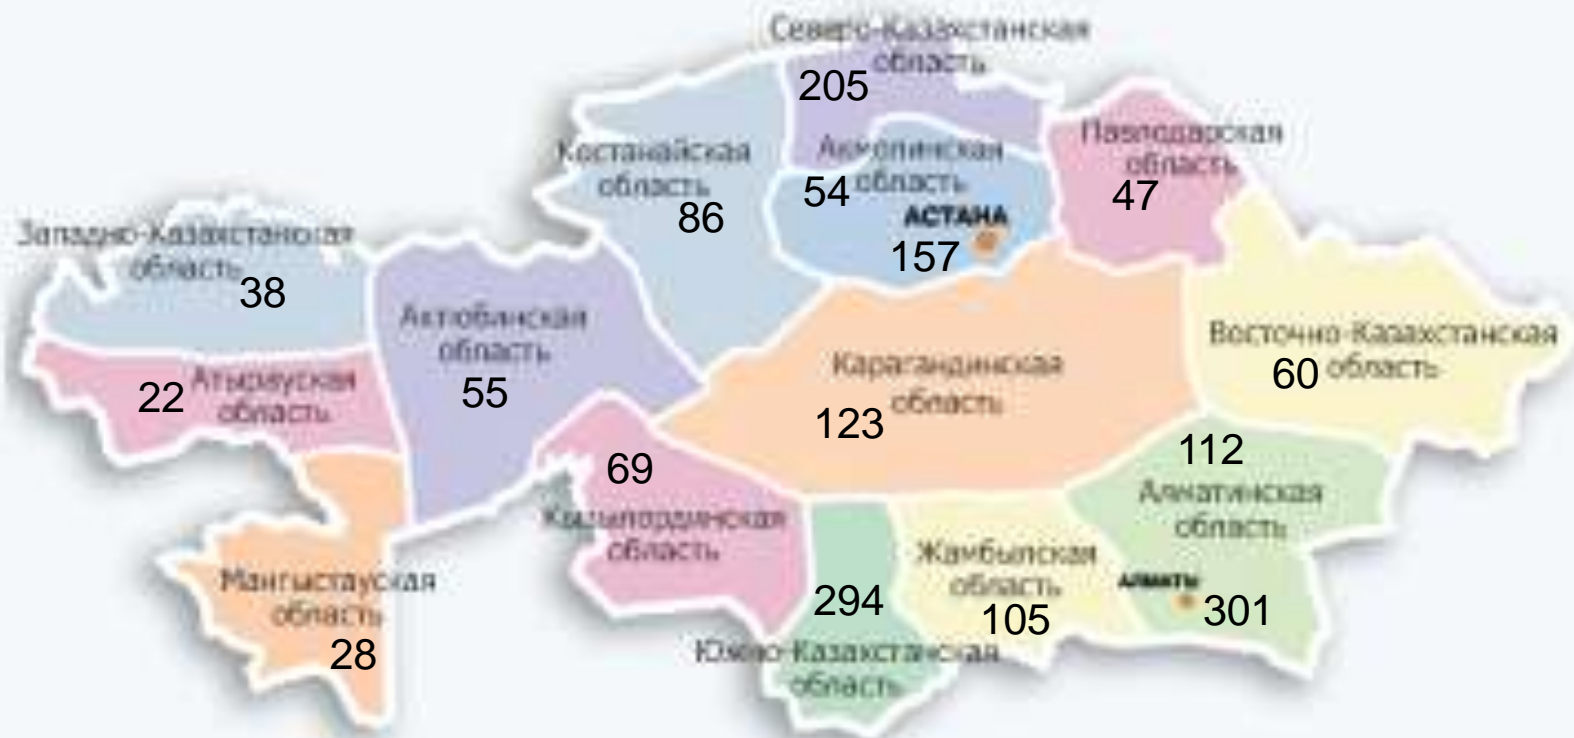 Северо-Казахстанская
область
205
Костанайская
область
86
Акмолинская
область
54
АСТАНА
157
Павлодарская
область
47
Западно-Казахстанская
область
38
Актюбинская
область
55
Атырауская
область
22
Карагандинская
область
123
Восточно-Казахстанская
60 область
69
Кызылординская
область
112
Алматинская
область
Мангыстауская
область
28
294
Южно-Казахстанская
область
Жамбылская
область
105
АЛМАТЫ
301